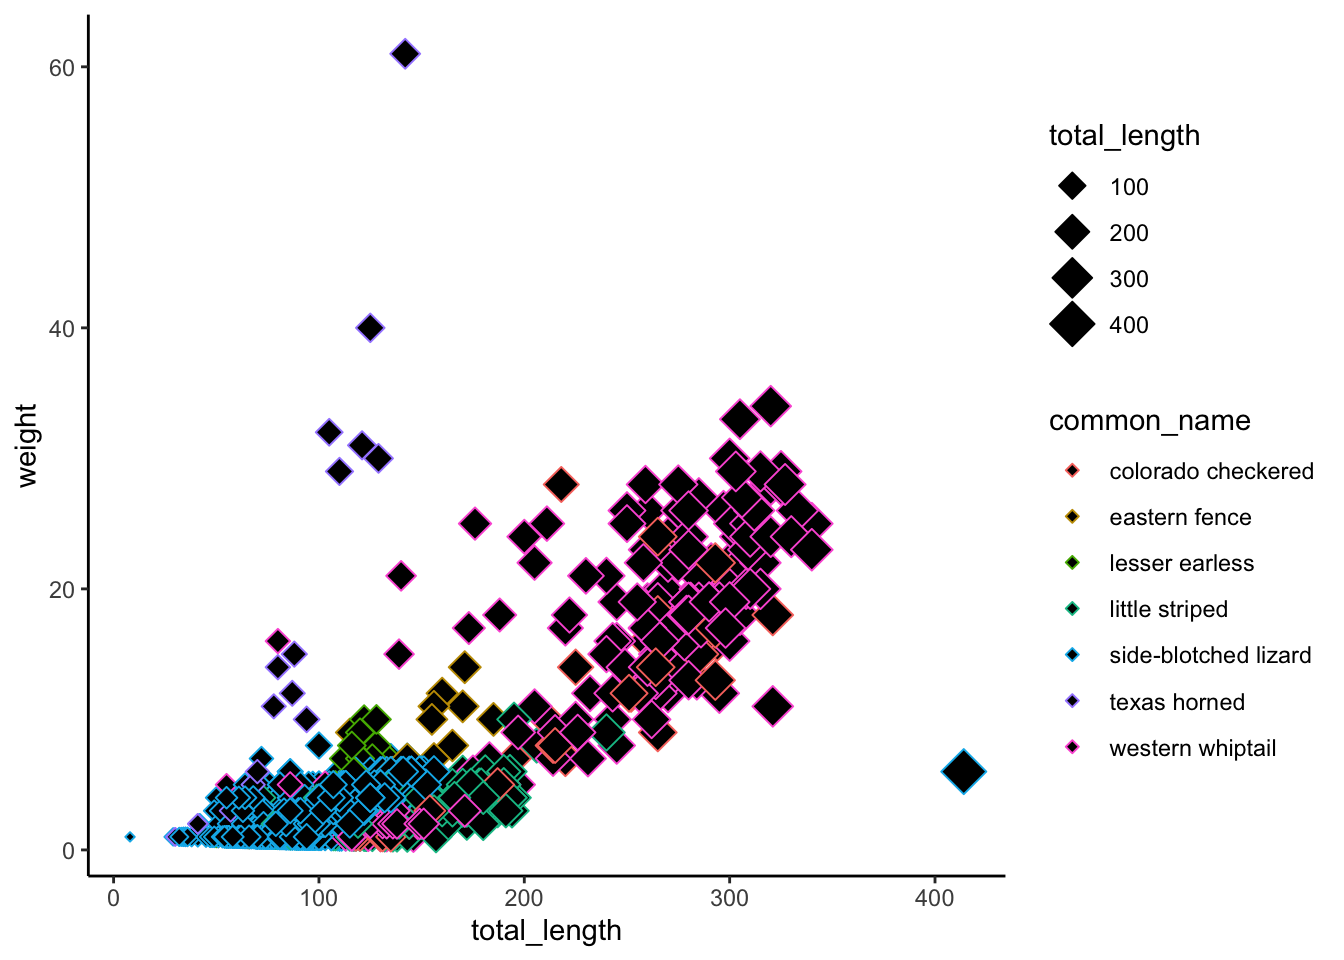 60
40
20
0
weight
0 100 200 300 400
total_length
total_length
100
200
300
400
common_name
colorado checkered
eastern fence
lesser earless
little striped
side-blotched lizard
texas horned
western whiptail